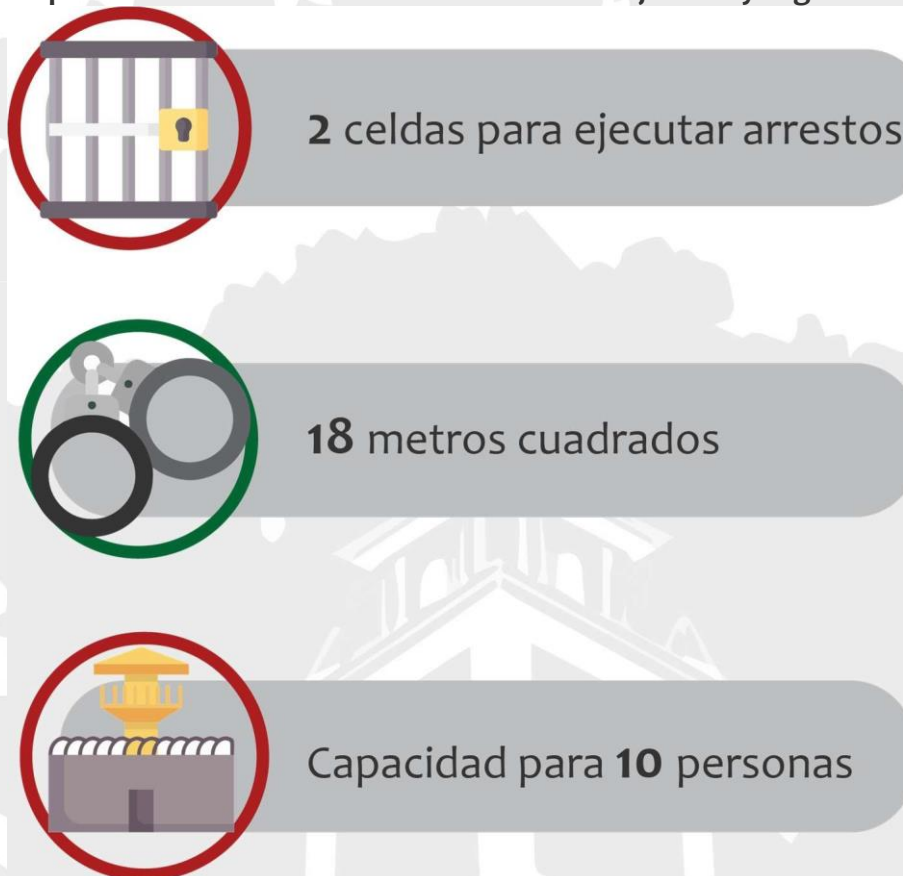 2 celdas para ejecutar arrestos
18 metros cuadrados
Capacidad para 10 personas